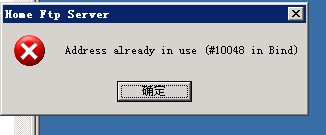 Home Ftp Server
Address already in use (#10048 in Bind)
确定